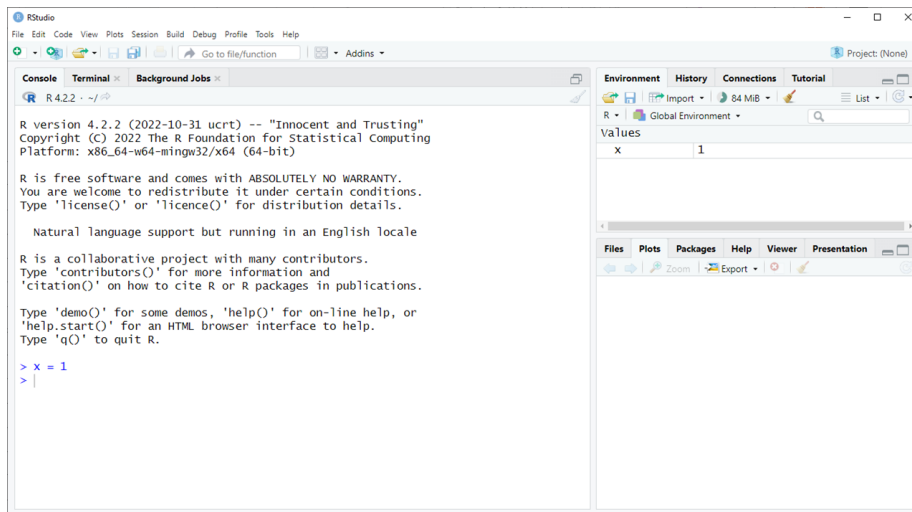 RStudio
File Edit Code View Plots Session Build Debug Profile Tools Help
Go to file/function Addins Project: (None)
Console Terminal Background Jobs
R 4.2.2 · ~/
R version 4.2.2 (2022-10-31 ucrt) -- "Innocent and Trusting"
Copyright (C) 2022 The R Foundation for Statistical Computing
Platform: x86_64-w64-mingw32/x64 (64-bit)
R is free software and comes with ABSOLUTELY NO WARRANTY.
You are welcome to redistribute it under certain conditions.
Type 'license()' or 'licence()' for distribution details.
Natural language support but running in an English locale
R is a collaborative project with many contributors.
Type 'contributors()' for more information and
'citation()' on how to cite R or R packages in publications.
Type 'demo()' for some demos, 'help()' for on-line help, or
'help.start()' for an HTML browser interface to help.
Type 'q()' to quit R.
> x = 1
>
Environment History Connections Tutorial
Import 84 MiB List
R Global Environment
Values
x 1
Files Plots Packages Help Viewer Presentation
Zoom Export